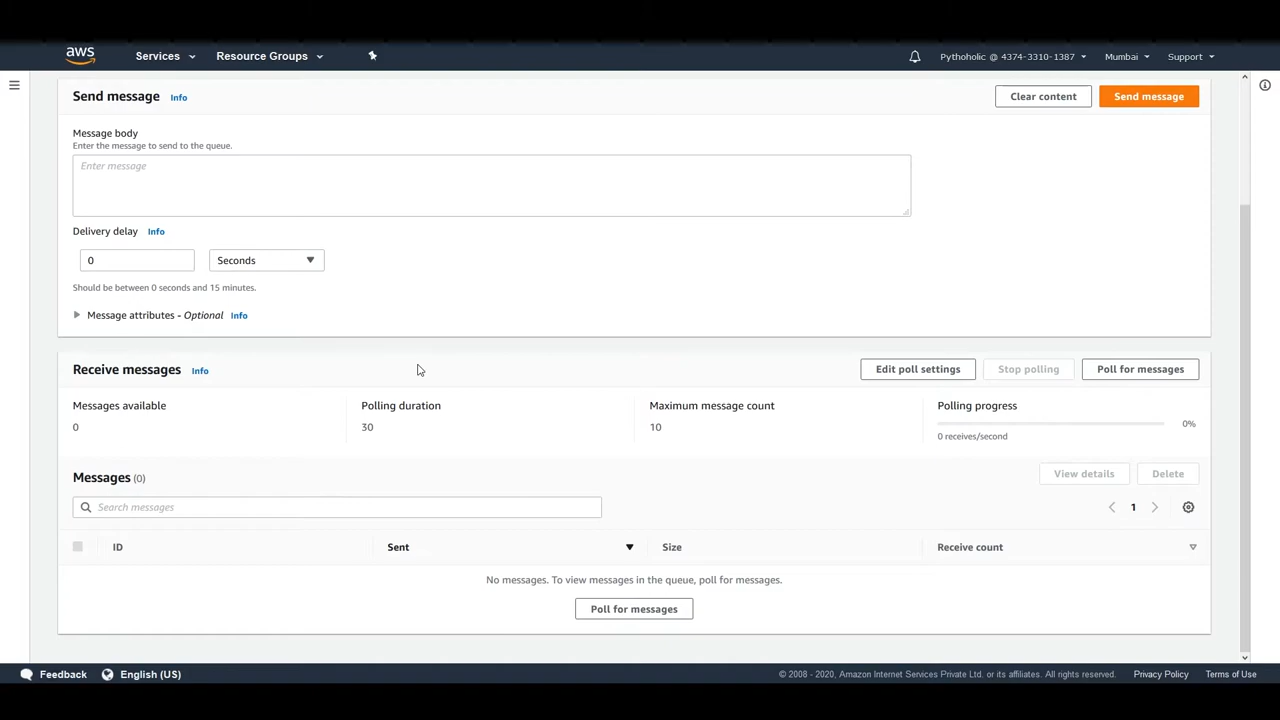 aws Services Resource Groups Pythoholic @ 4374-3310-1387 Mumbai Support
Send message Info Clear content Send message
Message body
Enter the message to send to the queue.
Enter message
Delivery delay Info
0 Seconds
Should be between 0 seconds and 15 minutes.
Message attributes - Optional Info
Receive messages Info Edit poll settings Stop polling Poll for messages
Messages available Polling duration Maximum message count Polling progress
0 30 10 0%
0 receives/second
Messages (0) View details Delete
Search messages 1
ID Sent Size Receive count
No messages. To view messages in the queue, poll for messages.
Poll for messages
Feedback English (US) © 2008 - 2020, Amazon Internet Services Private Ltd. or its affiliates. All rights reserved. Privacy Policy Terms of Use